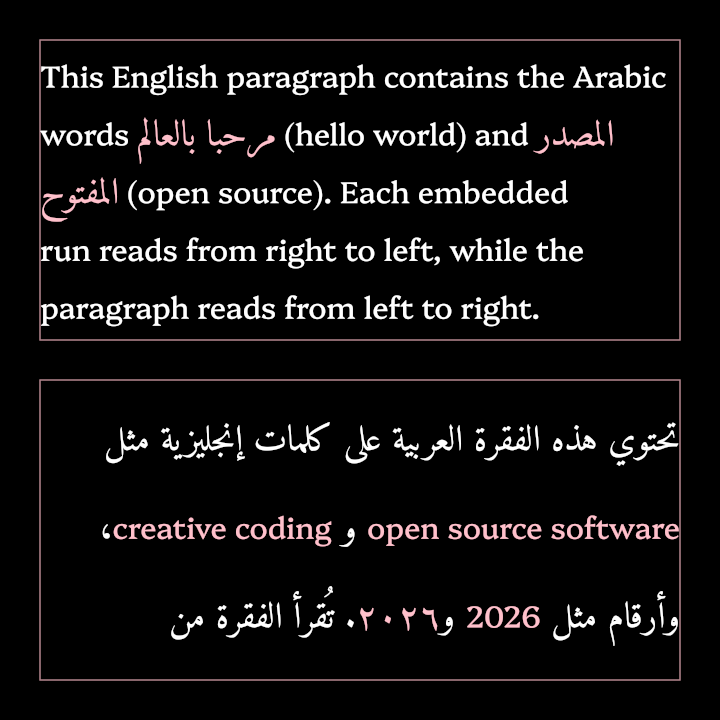 This English paragraph contains the Arabic
words مرحبا بالعالم (hello world) and المصدر
المفتوح (open source). Each embedded
run reads from right to left, while the
paragraph reads from left to right.
تحتوي هذه الفقرة العربية على كلمات إنجليزية مثل
open source software و creative coding،
وأرقام مثل 2026 و٢٠٢٦. تُقرأ الفقرة من